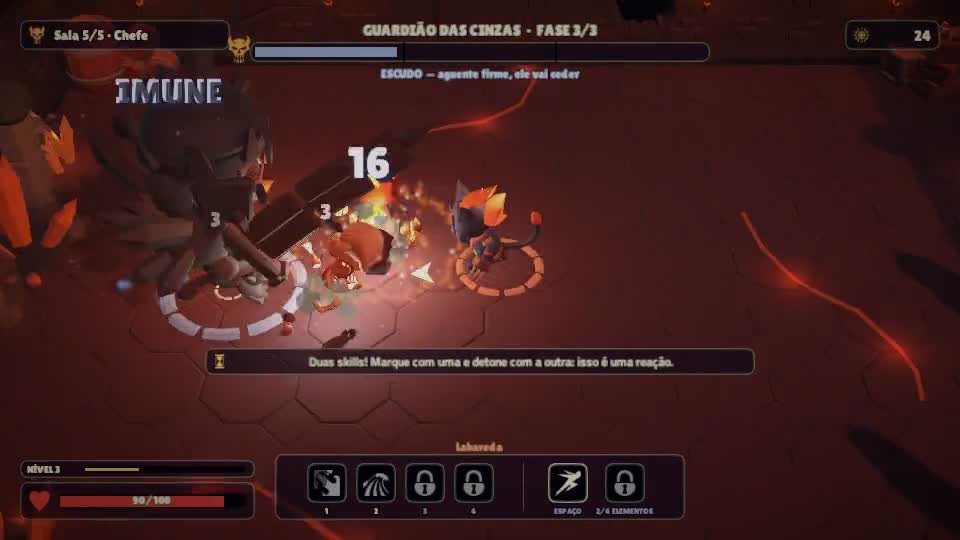 Sala 5/5 · Chefe
GUARDIÃO DAS CINZAS · FASE 3/3
24
ESCUDO — aguente firme, ele vai ceder
IMUNE
16
3
3
Duas skills! Marque com uma e detone com a outra: isso é uma reação.
Labareda
NÍVEL 3
90/100
1
2
3
4
ESPAÇO
2/6 ELEMENTOS